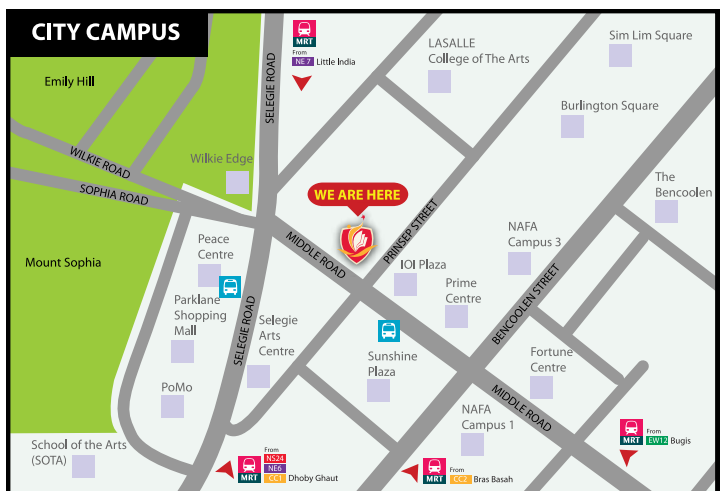 CITY CAMPUS
MRT
From
NE 7 Little India
SELEGIE ROAD
LASALLE
College of The Arts
Sim Lim Square
Emily Hill
Burlington Square
WILKIE ROAD
Wilkie Edge
SOPHIA ROAD
WE ARE HERE
The
Bencoolen
PRINSEP STREET
MIDDLE ROAD
NAFA
Campus 3
Peace
Centre
Mount Sophia
IOI Plaza
Prime
Centre
BENCOOLEN STREET
Parklane
Shopping
Mall
SELEGIE ROAD
Selegie
Arts
Centre
Sunshine
Plaza
Fortune
Centre
PoMo
MIDDLE ROAD
NAFA
Campus 1
School of the Arts
(SOTA)
MRT
From
NS24
NE6
CC1 Dhoby Ghaut
MRT
From
CC2 Bras Basah
MRT
From
EW12 Bugis